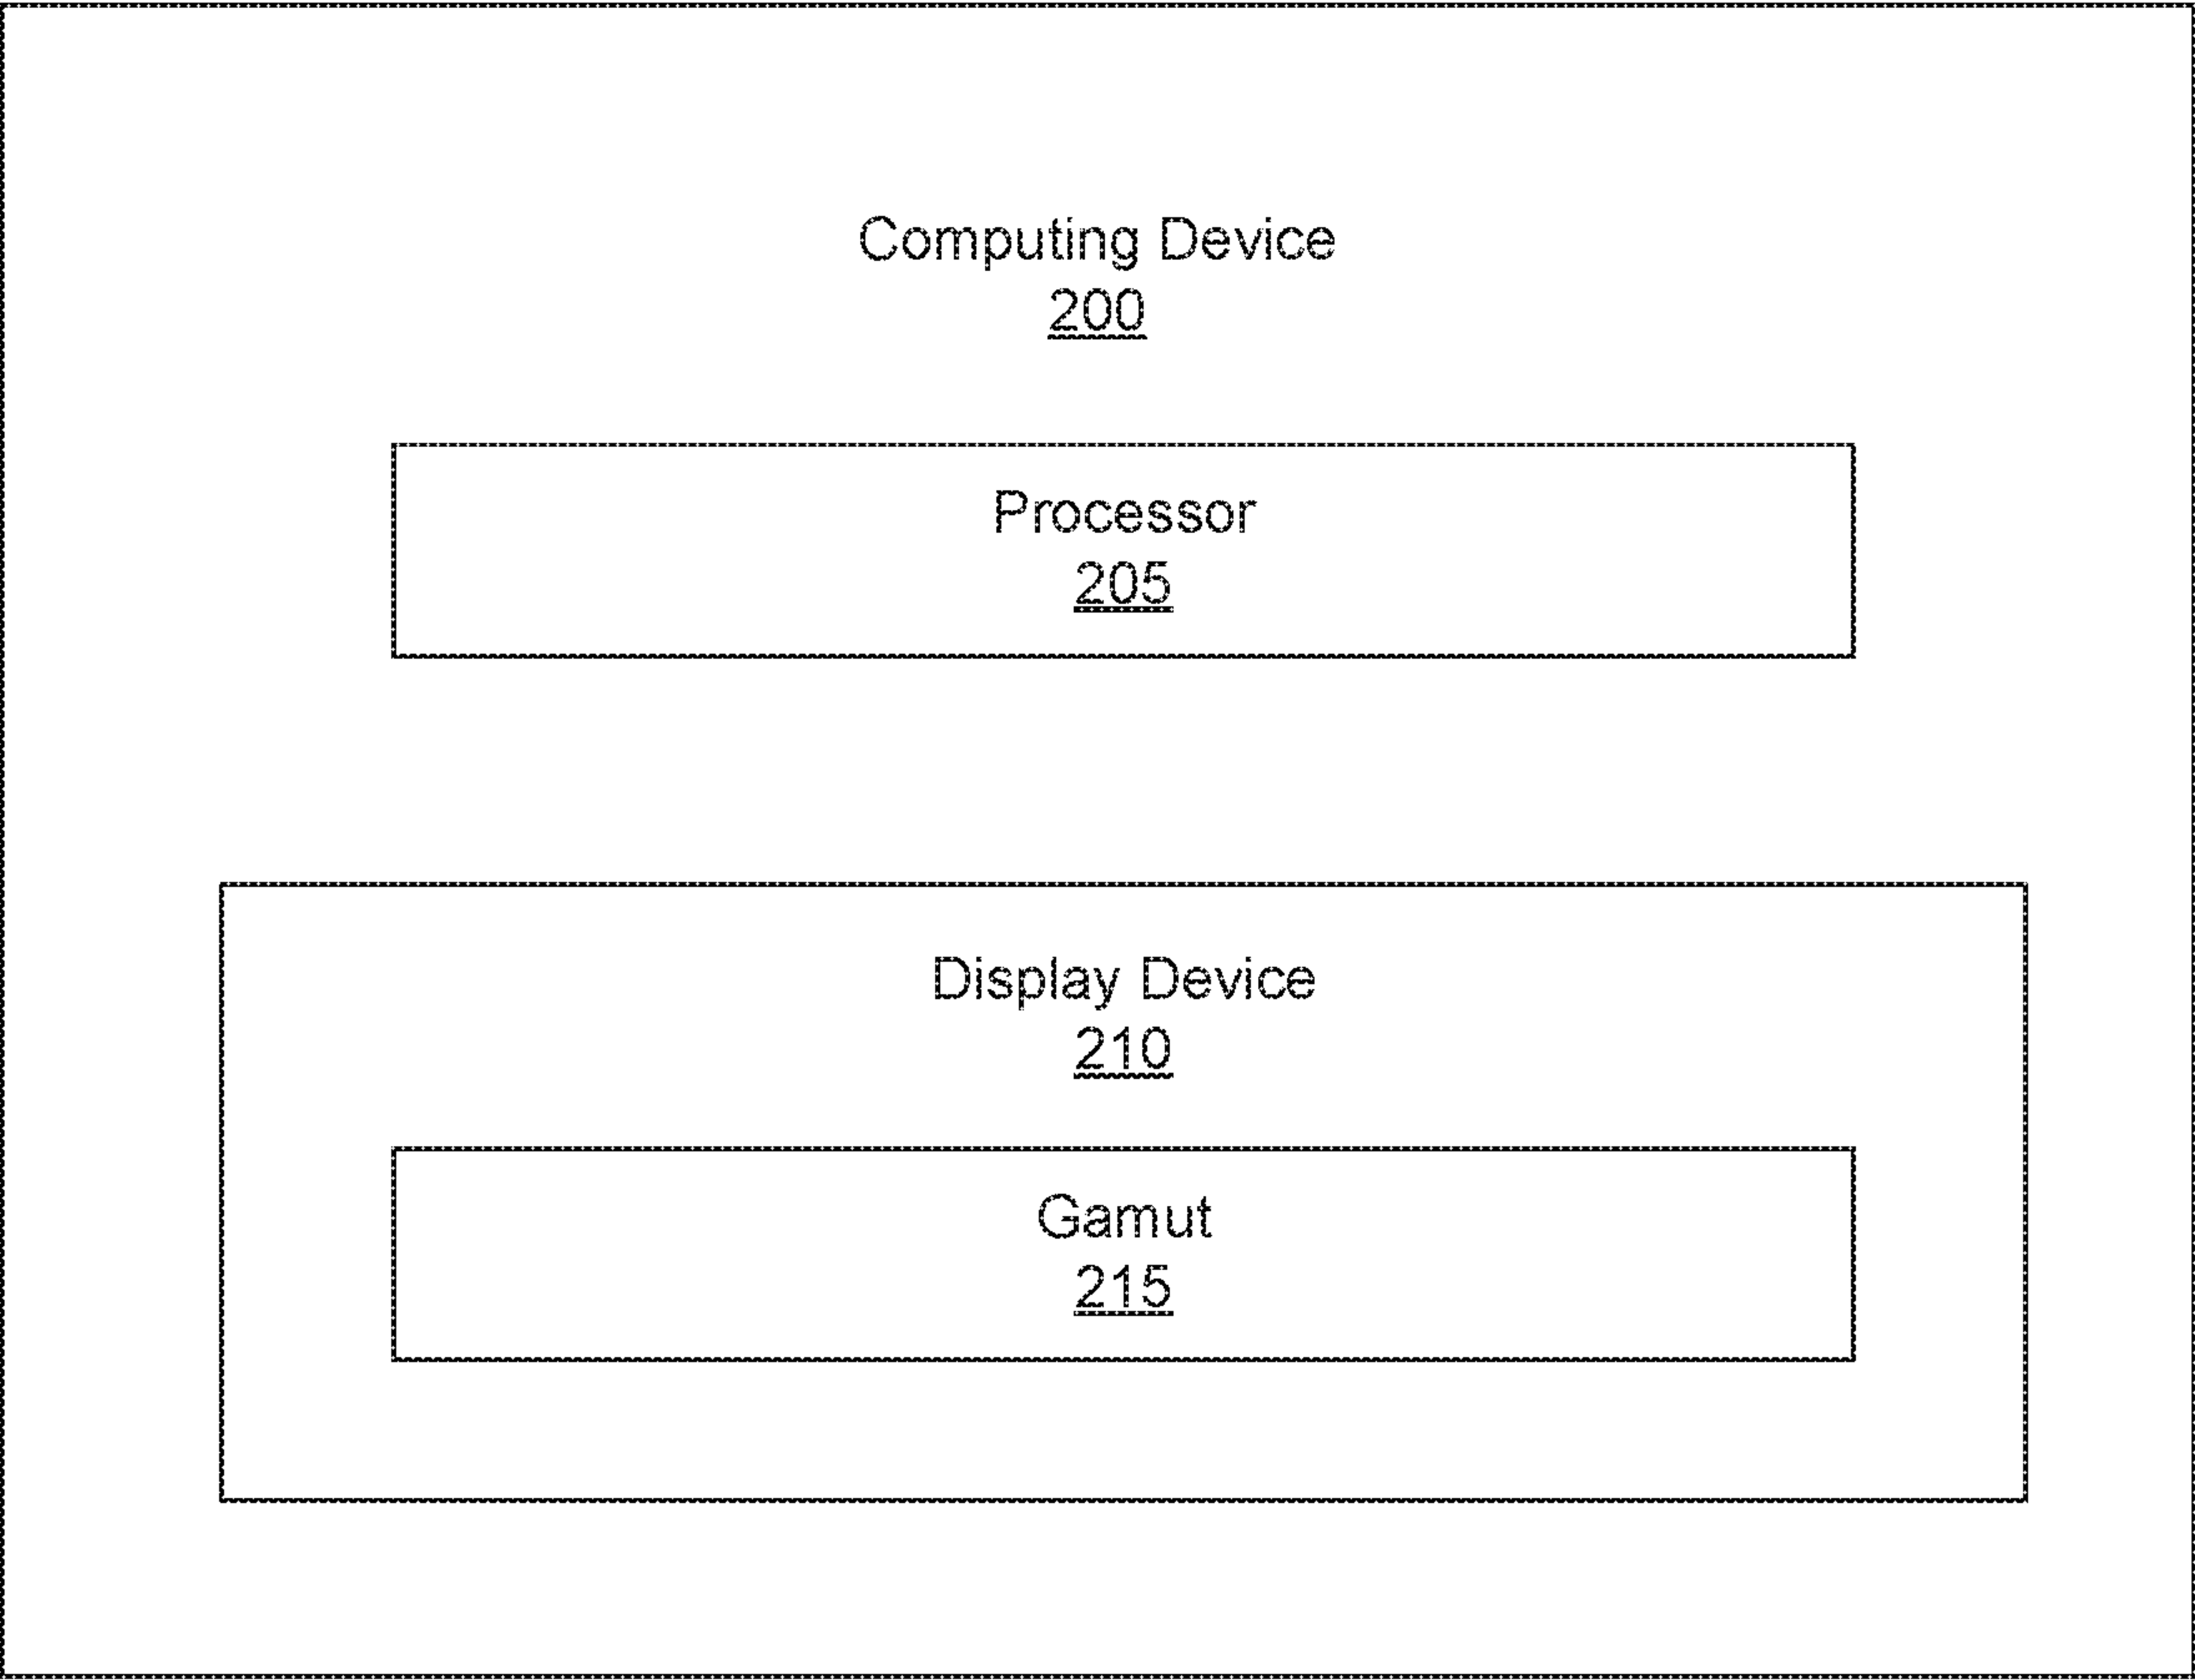 Computing Device
200
Processor
205
Display Device
210
Gamut
215